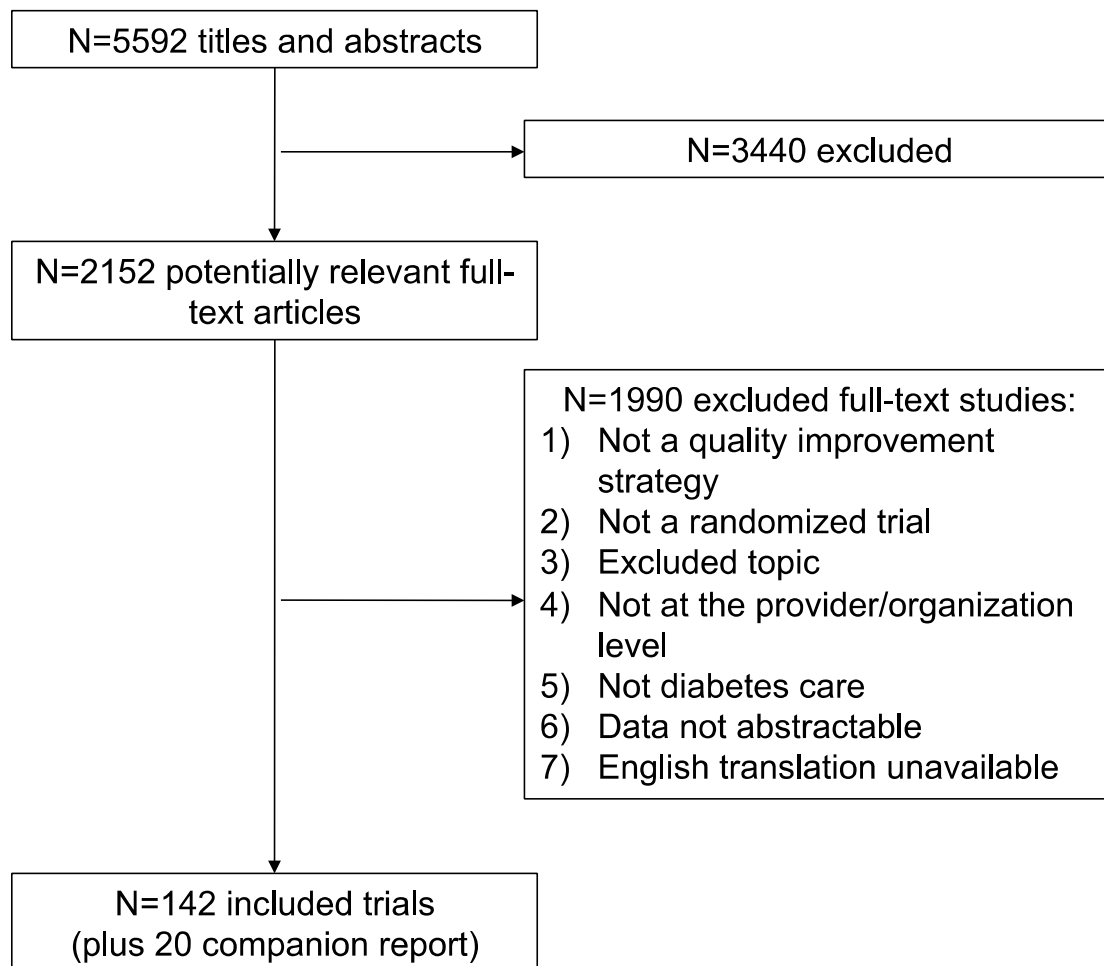 N=5592 titles and abstracts
N=3440 excluded
N=2152 potentially relevant full-
text articles
N=1990 excluded full-text studies:
1) Not a quality improvement
strategy
2) Not a randomized trial
3) Excluded topic
4) Not at the provider/organization
level
5) Not diabetes care
6) Data not abstractable
7) English translation unavailable
N=142 included trials
(plus 20 companion report)